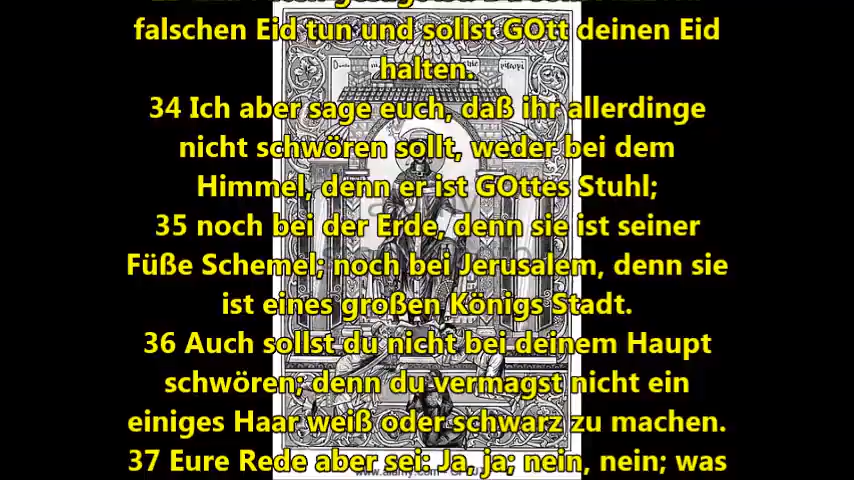 falschen Eid tun und sollst GOtt deinen Eid
halten.
34 Ich aber sage euch, daß ihr allerdinge
nicht schwören sollt, weder bei dem
Himmel, denn er ist GOttes Stuhl;
35 noch bei der Erde, denn sie ist seiner
Füße Schemel; noch bei Jerusalem, denn sie
ist eines großen Königs Stadt.
36 Auch sollst du nicht bei deinem Haupt
schwören; denn du vermagst nicht ein
einiges Haar weiß oder schwarz zu machen.
37 Eure Rede aber sei: Ja, ja; nein, nein; was